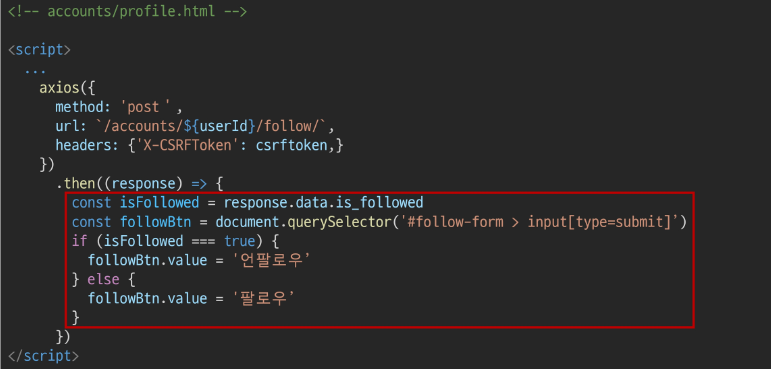 <!-- accounts/profile.html -->
<script>
...
axios({
method: 'post',
url: `/accounts/${userId}/follow/`,
headers: {'X-CSRFToken': csrftoken,}
})
.then((response) => {
const isFollowed = response.data.is_followed
const followBtn = document.querySelector('#follow-form > input[type=submit]’)
if (isFollowed === true) {
followBtn.value = '언팔로우’
} else {
followBtn.value = '팔로우’
}
})
</script>